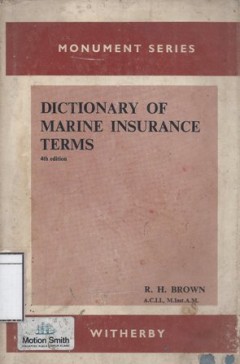 MONUMENT SERIES
DICTIONARY OF
MARINE INSURANCE
TERMS
4th edition
R. H. BROWN
A.C.I.I., M.Inst.A.M.
Motion Smith
WITHERBY